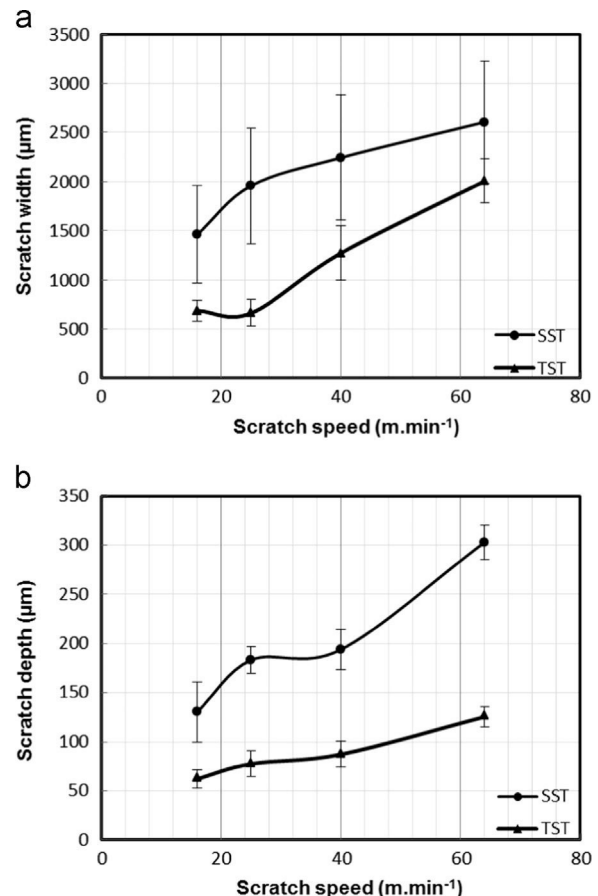 a
3500
3000
2500
2000
1500
1000
500
0
Scratch width (µm)
SST
TST
0 20 40 60 80
Scratch speed (m.min⁻¹)
b
350
300
250
200
150
100
50
0
Scratch depth (µm)
SST
TST
0 20 40 60 80
Scratch speed (m.min⁻¹)